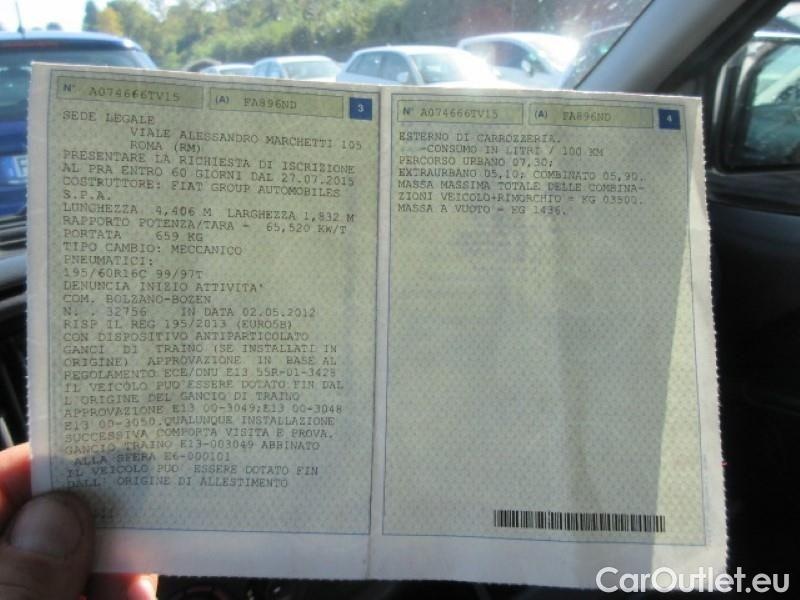 N° A074666TV15 (A) FA896ND 3
SEDE LEGALE
VIALE ALESSANDRO MARCHETTI 105
ROMA (RM)
PRESENTARE LA RICHIESTA DI ISCRIZIONE
AL PRA ENTRO 60 GIORNI DAL 27.07.2015
COSTRUTTORE: FIAT GROUP AUTOMOBILES
S.P.A.
LUNGHEZZA 4,406 M LARGHEZZA 1,832 M
RAPPORTO POTENZA/TARA - 65,520 KW/T
PORTATA 659 KG
TIPO CAMBIO: MECCANICO
PNEUMATICI:
195/60R16C 99/97T
DENUNCIA INIZIO ATTIVITA'
COM. BOLZANO-BOZEN
N. . 32756 IN DATA 02.05.2012
RISP IL REG 195/2013 (EURO5B)
CON DISPOSITIVO ANTIPARTICOLATO
GANCI DI TRAINO (SE INSTALLATI IN
ORIGINE) APPROVAZIONE IN BASE AL
REGOLAMENTO ECE/ONU E13 55R-01-3428
IL VEICOLO PUO' ESSERE DOTATO FIN DAL
L'ORIGINE DEL GANCIO DI TRAINO
APPROVAZIONE E13 00-3049;E13 00-3048
E13 00-3050.QUALUNQUE INSTALLAZIONE
SUCCESSIVA COMPORTA VISITA E PROVA.
GANCIO TRAINO E13-003049 ABBINATO
ALLA SFERA E6-000101
IL VEICOLO PUO' ESSERE DOTATO FIN
DALL' ORIGINE DI ALLESTIMENTO
N° A074666TV15 (A) FA896ND 4
ESTERNO DI CARROZZERIA.
--CONSUMO IN LITRI / 100 KM
PERCORSO URBANO 07,30;
EXTRAURBANO 05,10; COMBINATO 05,90.
MASSA MASSIMA TOTALE DELLE COMBINA-
ZIONI VEICOLO+RIMORCHIO = KG 03500.
MASSA A VUOTO = KG 1436.
CarOutlet.eu